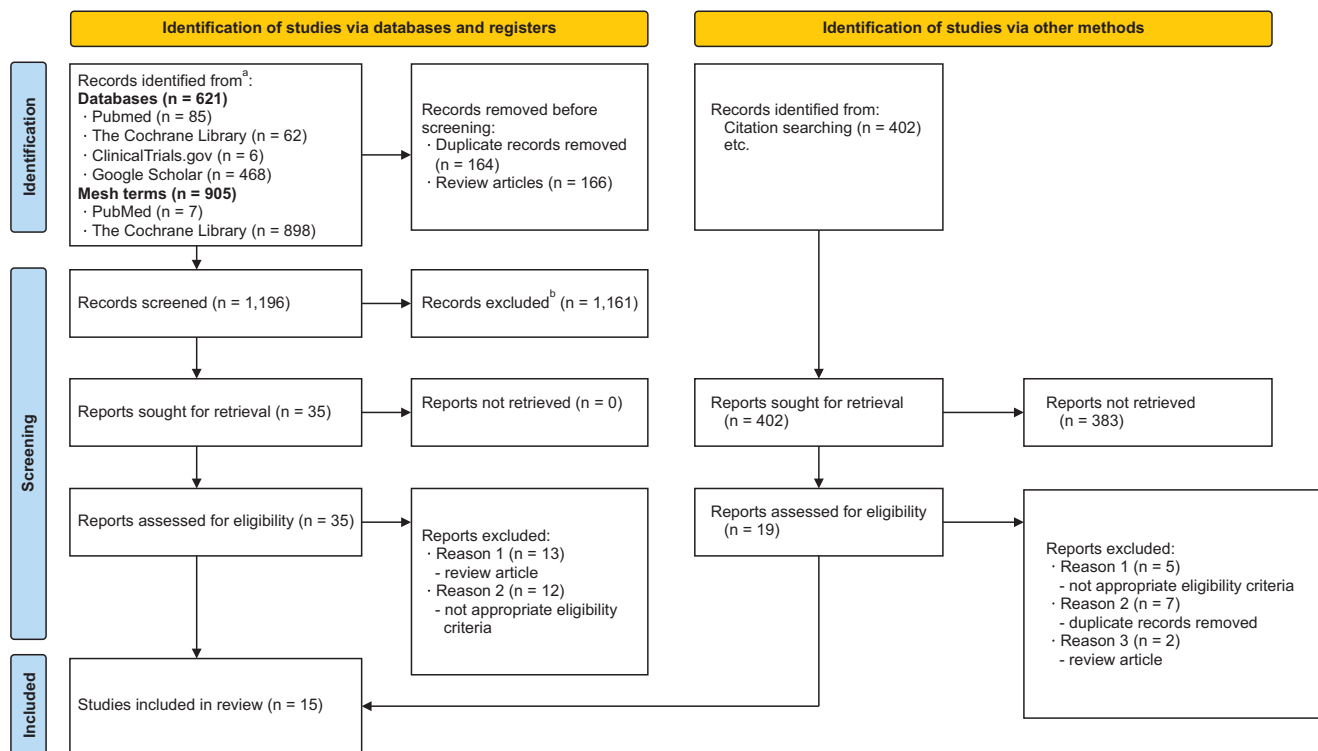 Identification of studies via databases and registers
Identification of studies via other methods
Identification
Records identified from^a:
Databases (n = 621)
· Pubmed (n = 85)
· The Cochrane Library (n = 62)
· ClinicalTrials.gov (n = 6)
· Google Scholar (n = 468)
Mesh terms (n = 905)
· PubMed (n = 7)
· The Cochrane Library (n = 898)
Records removed before
screening:
· Duplicate records removed
(n = 164)
· Review articles (n = 166)
Records identified from:
Citation searching (n = 402)
etc.
Screening
Records screened (n = 1,196)
Records excluded^b (n = 1,161)
Reports sought for retrieval (n = 35)
Reports not retrieved (n = 0)
Reports sought for retrieval
(n = 402)
Reports not retrieved
(n = 383)
Reports assessed for eligibility (n = 35)
Reports excluded:
· Reason 1 (n = 13)
- review article
· Reason 2 (n = 12)
- not appropriate eligibility
criteria
Reports assessed for eligibility
(n = 19)
Reports excluded:
· Reason 1 (n = 5)
- not appropriate eligibility criteria
· Reason 2 (n = 7)
- duplicate records removed
· Reason 3 (n = 2)
- review article
Included
Studies included in review (n = 15)